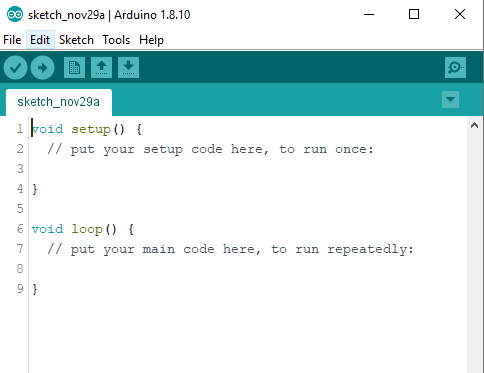 sketch_nov29a | Arduino 1.8.10
File Edit Sketch Tools Help
sketch_nov29a
1 void setup() {
2   // put your setup code here, to run once:
3
4 }
5
6 void loop() {
7   // put your main code here, to run repeatedly:
8
9 }